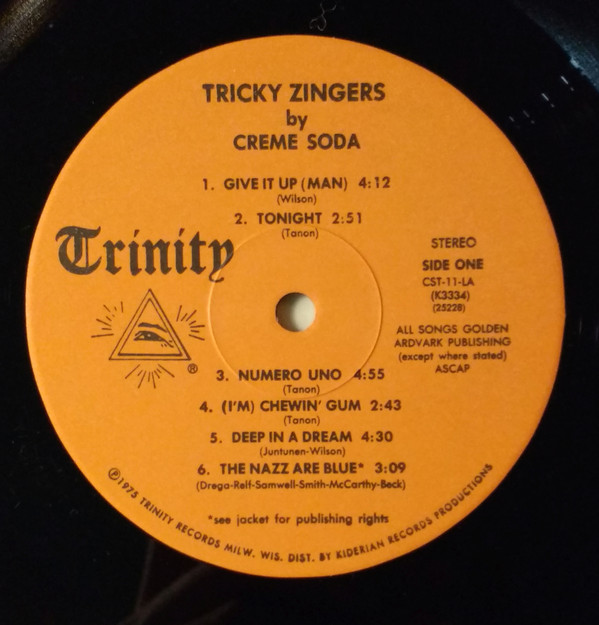 TRICKY ZINGERS
by
CREME SODA
1. GIVE IT UP (MAN) 4:12
(Wilson)
2. TONIGHT 2:51
(Tanon)
Trinity
®
STEREO
SIDE ONE
CST-11-LA
(K3334)
(25228)
ALL SONGS GOLDEN
ARDVARK PUBLISHING
(except where stated)
ASCAP
3. NUMERO UNO 4:55
(Tanon)
4. (I'M) CHEWIN' GUM 2:43
(Tanon)
5. DEEP IN A DREAM 4:30
(Juntunen-Wilson)
6. THE NAZZ ARE BLUE* 3:09
(Drega-Relf-Samwell-Smith-McCarthy-Beck)
*see jacket for publishing rights
℗1975 TRINITY RECORDS MILW. WIS. DIST. BY KIDERIAN RECORDS PRODUCTIONS